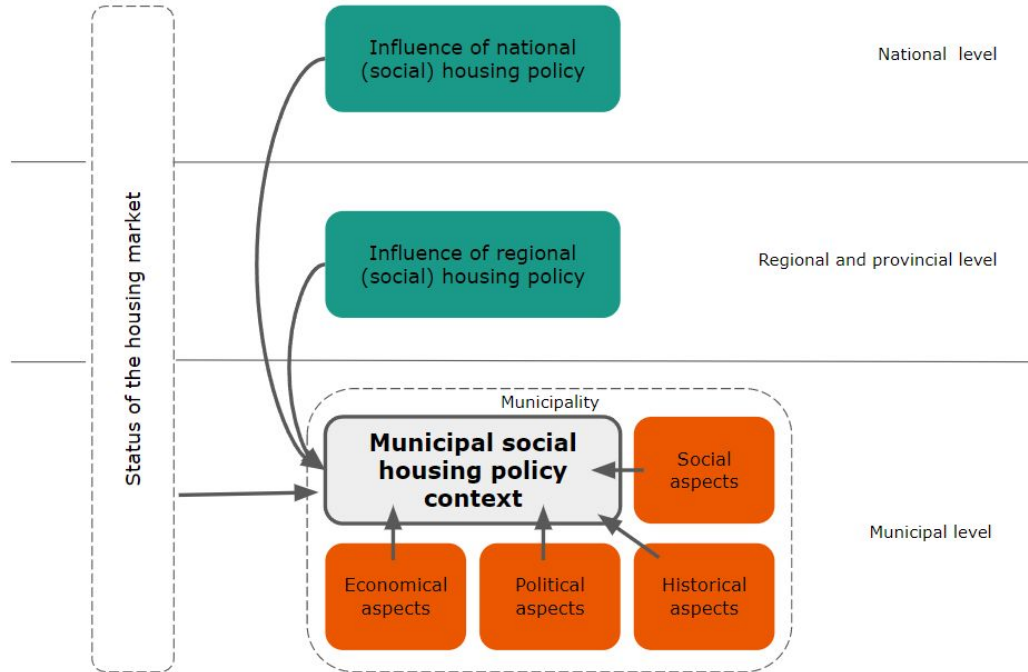 Influence of national
(social) housing policy
National level
Status of the housing market
Influence of regional
(social) housing policy
Regional and provincial level
Municipality
Municipal social
housing policy
context
Social
aspects
Municipal level
Economical
aspects
Political
aspects
Historical
aspects